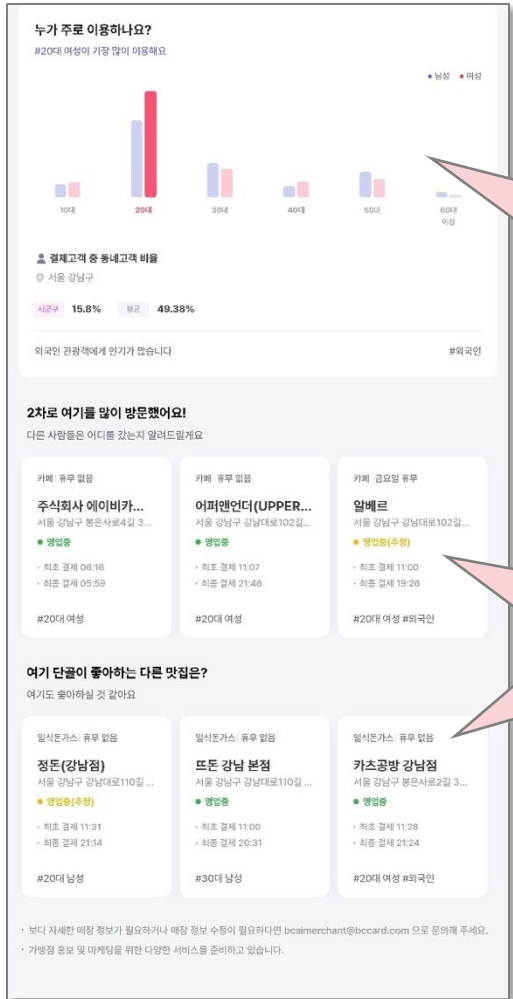 누가 주로 이용하나요?
#20대 여성이 가장 많이 이용해요
남성 여성
10대 20대 30대 40대 50대 60대
이상
결제고객 중 동네고객 비율
서울 강남구
시군구 15.8% 평균 49.38%
외국인 관광객에게 인기가 많습니다 #외국인
2차로 여기를 많이 방문했어요!
다른 사람들은 어디를 갔는지 알려드릴게요
카페 휴무 없음
주식회사 에이비카...
서울 강남구 봉은사로4길 3...
영업중
· 최초 결제 06:16
· 최종 결제 05:59
#20대 여성
카페 휴무 없음
어퍼앤언더(UPPER...
서울 강남구 강남대로102길...
영업중
· 최초 결제 11:07
· 최종 결제 21:46
#20대 여성
카페 금요일 휴무
알베르
서울 강남구 강남대로102길...
영업중(추정)
· 최초 결제 11:00
· 최종 결제 19:26
#20대 여성 #외국인
여기 단골이 좋아하는 다른 맛집은?
여기도 좋아하실 것 같아요
일식돈가스 휴무 없음
정돈(강남점)
서울 강남구 강남대로110길 ...
영업중(추정)
· 최초 결제 11:31
· 최종 결제 21:14
#20대 남성
일식돈가스 휴무 없음
뜨돈 강남 본점
서울 강남구 강남대로110길 ...
영업중
· 최초 결제 11:00
· 최종 결제 20:31
#30대 남성
일식돈가스 휴무 없음
카츠공방 강남점
서울 강남구 봉은사로2길 3...
영업중
· 최초 결제 11:28
· 최종 결제 21:24
#20대 여성 #외국인
· 보다 자세한 매장 정보가 필요하거나 매장 정보 수정이 필요하다면 bcaimerchant@bccard.com 으로 문의해 주세요.
· 가맹점 홍보 및 마케팅을 위한 다양한 서비스를 준비하고 있습니다.